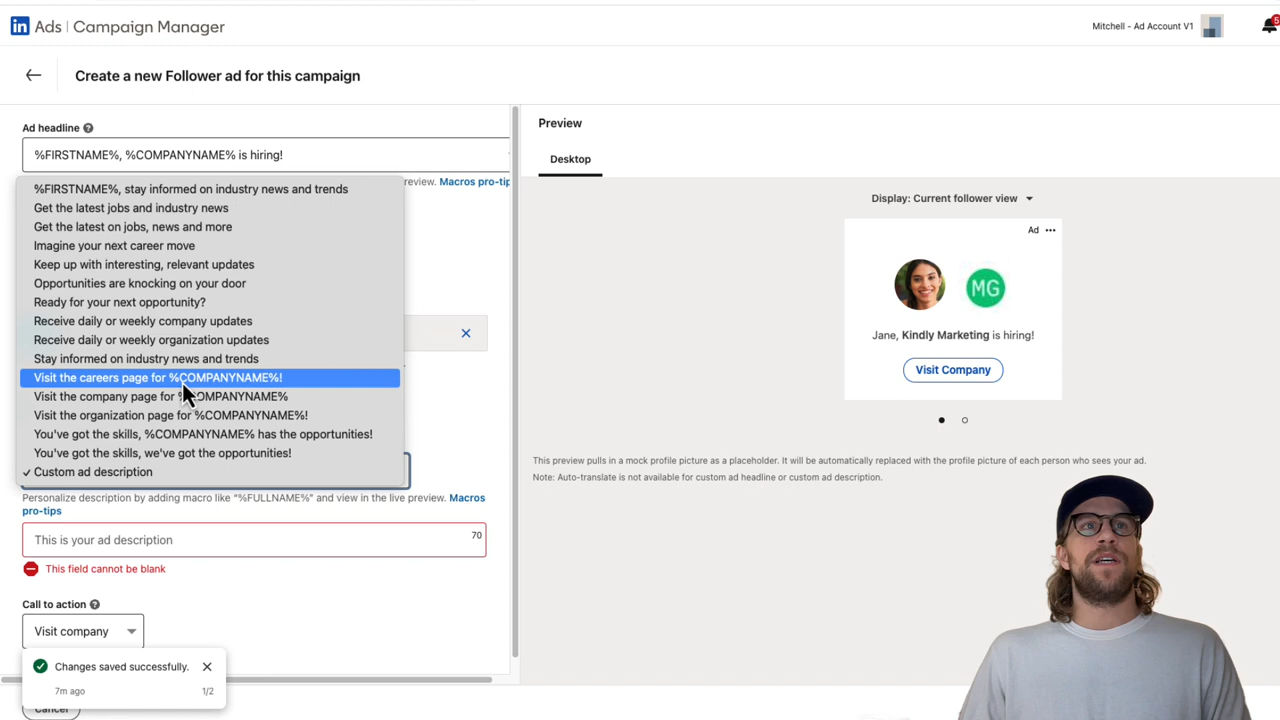 in Ads | Campaign Manager
Mitchell - Ad Account V1
5
Create a new Follower ad for this campaign
Ad headline
%FIRSTNAME%, %COMPANYNAME% is hiring!
review. Macros pro-tip
%FIRSTNAME%, stay informed on industry news and trends
Get the latest jobs and industry news
Get the latest on jobs, news and more
Imagine your next career move
Keep up with interesting, relevant updates
Opportunities are knocking on your door
Ready for your next opportunity?
Receive daily or weekly company updates
Receive daily or weekly organization updates
Stay informed on industry news and trends
Visit the careers page for %COMPANYNAME%!
Visit the company page for %COMPANYNAME%
Visit the organization page for %COMPANYNAME%!
You've got the skills, %COMPANYNAME% has the opportunities!
You've got the skills, we've got the opportunities!
✓ Custom ad description
Personalize description by adding macro like "%FULLNAME%" and view in the live preview. Macros
pro-tips
This is your ad description
70
This field cannot be blank
Call to action
Visit company
Changes saved successfully.
7m ago
1/2
Cancel
Preview
Desktop
Display: Current follower view
Ad
MG
Jane, Kindly Marketing is hiring!
Visit Company
This preview pulls in a mock profile picture as a placeholder. It will be automatically replaced with the profile picture of each person who sees your ad.
Note: Auto-translate is not available for custom ad headline or custom ad description.